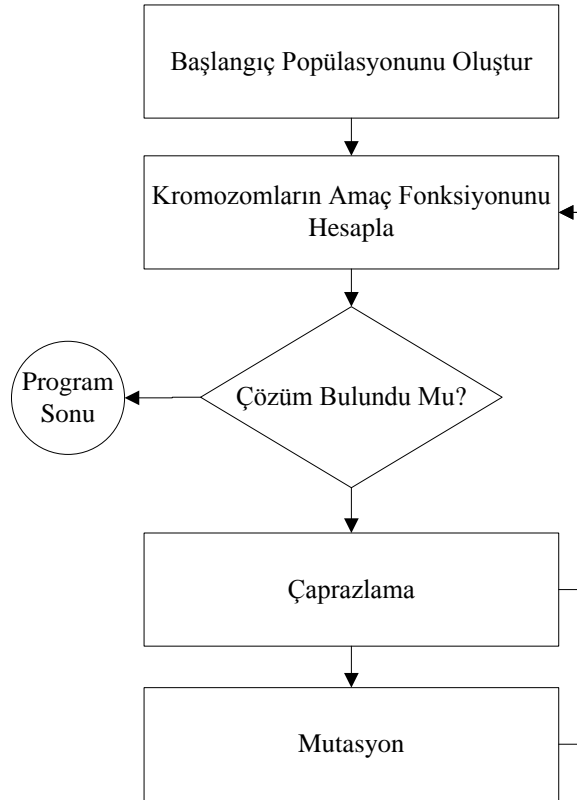 Başlangıç Popülasyonunu Oluştur
Kromozomların Amaç Fonksiyonunu
Hesapla
Çözüm Bulundu Mu?
Program
Sonu
Çaprazlama
Mutasyon